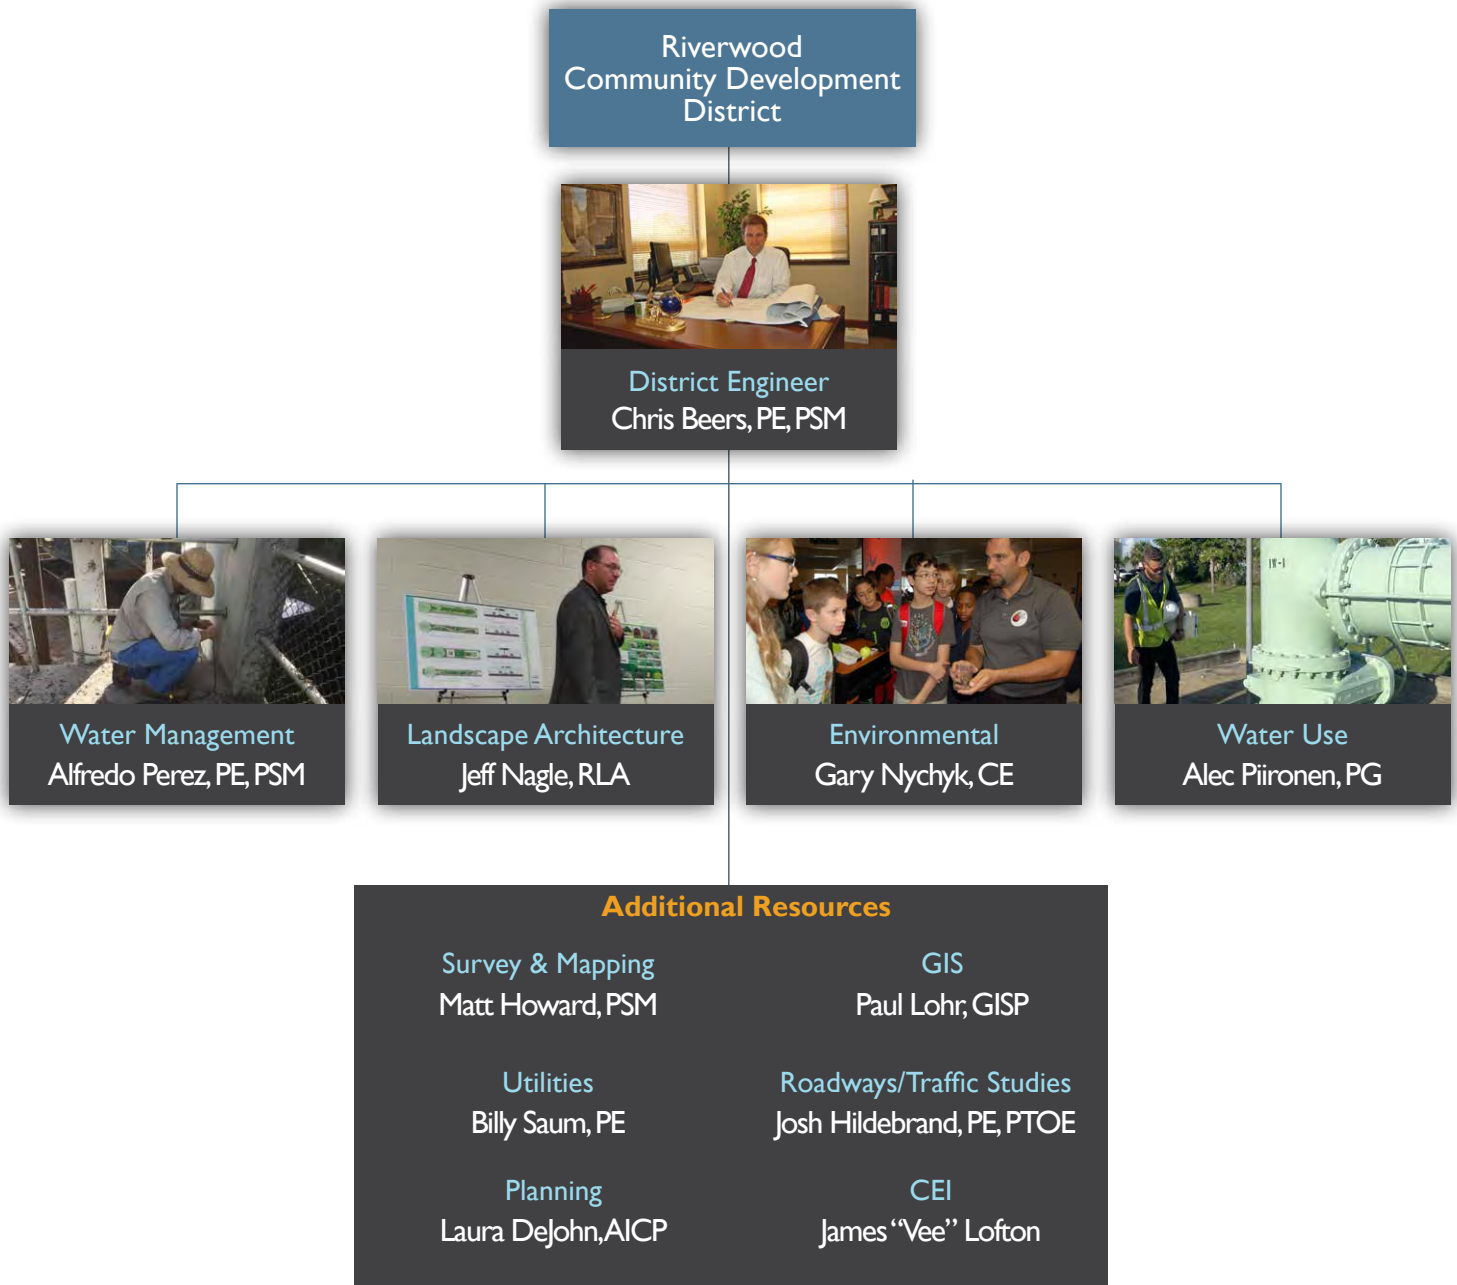 Riverwood
Community Development
District
District Engineer
Chris Beers, PE, PSM
IW-1
Water Management
Alfredo Perez, PE, PSM
Landscape Architecture
Jeff Nagle, RLA
Environmental
Gary Nychyk, CE
Water Use
Alec Piironen, PG
Additional Resources
Survey & Mapping
Matt Howard, PSM
GIS
Paul Lohr, GISP
Utilities
Billy Saum, PE
Roadways/Traffic Studies
Josh Hildebrand, PE, PTOE
Planning
Laura DeJohn, AICP
CEI
James “Vee” Lofton